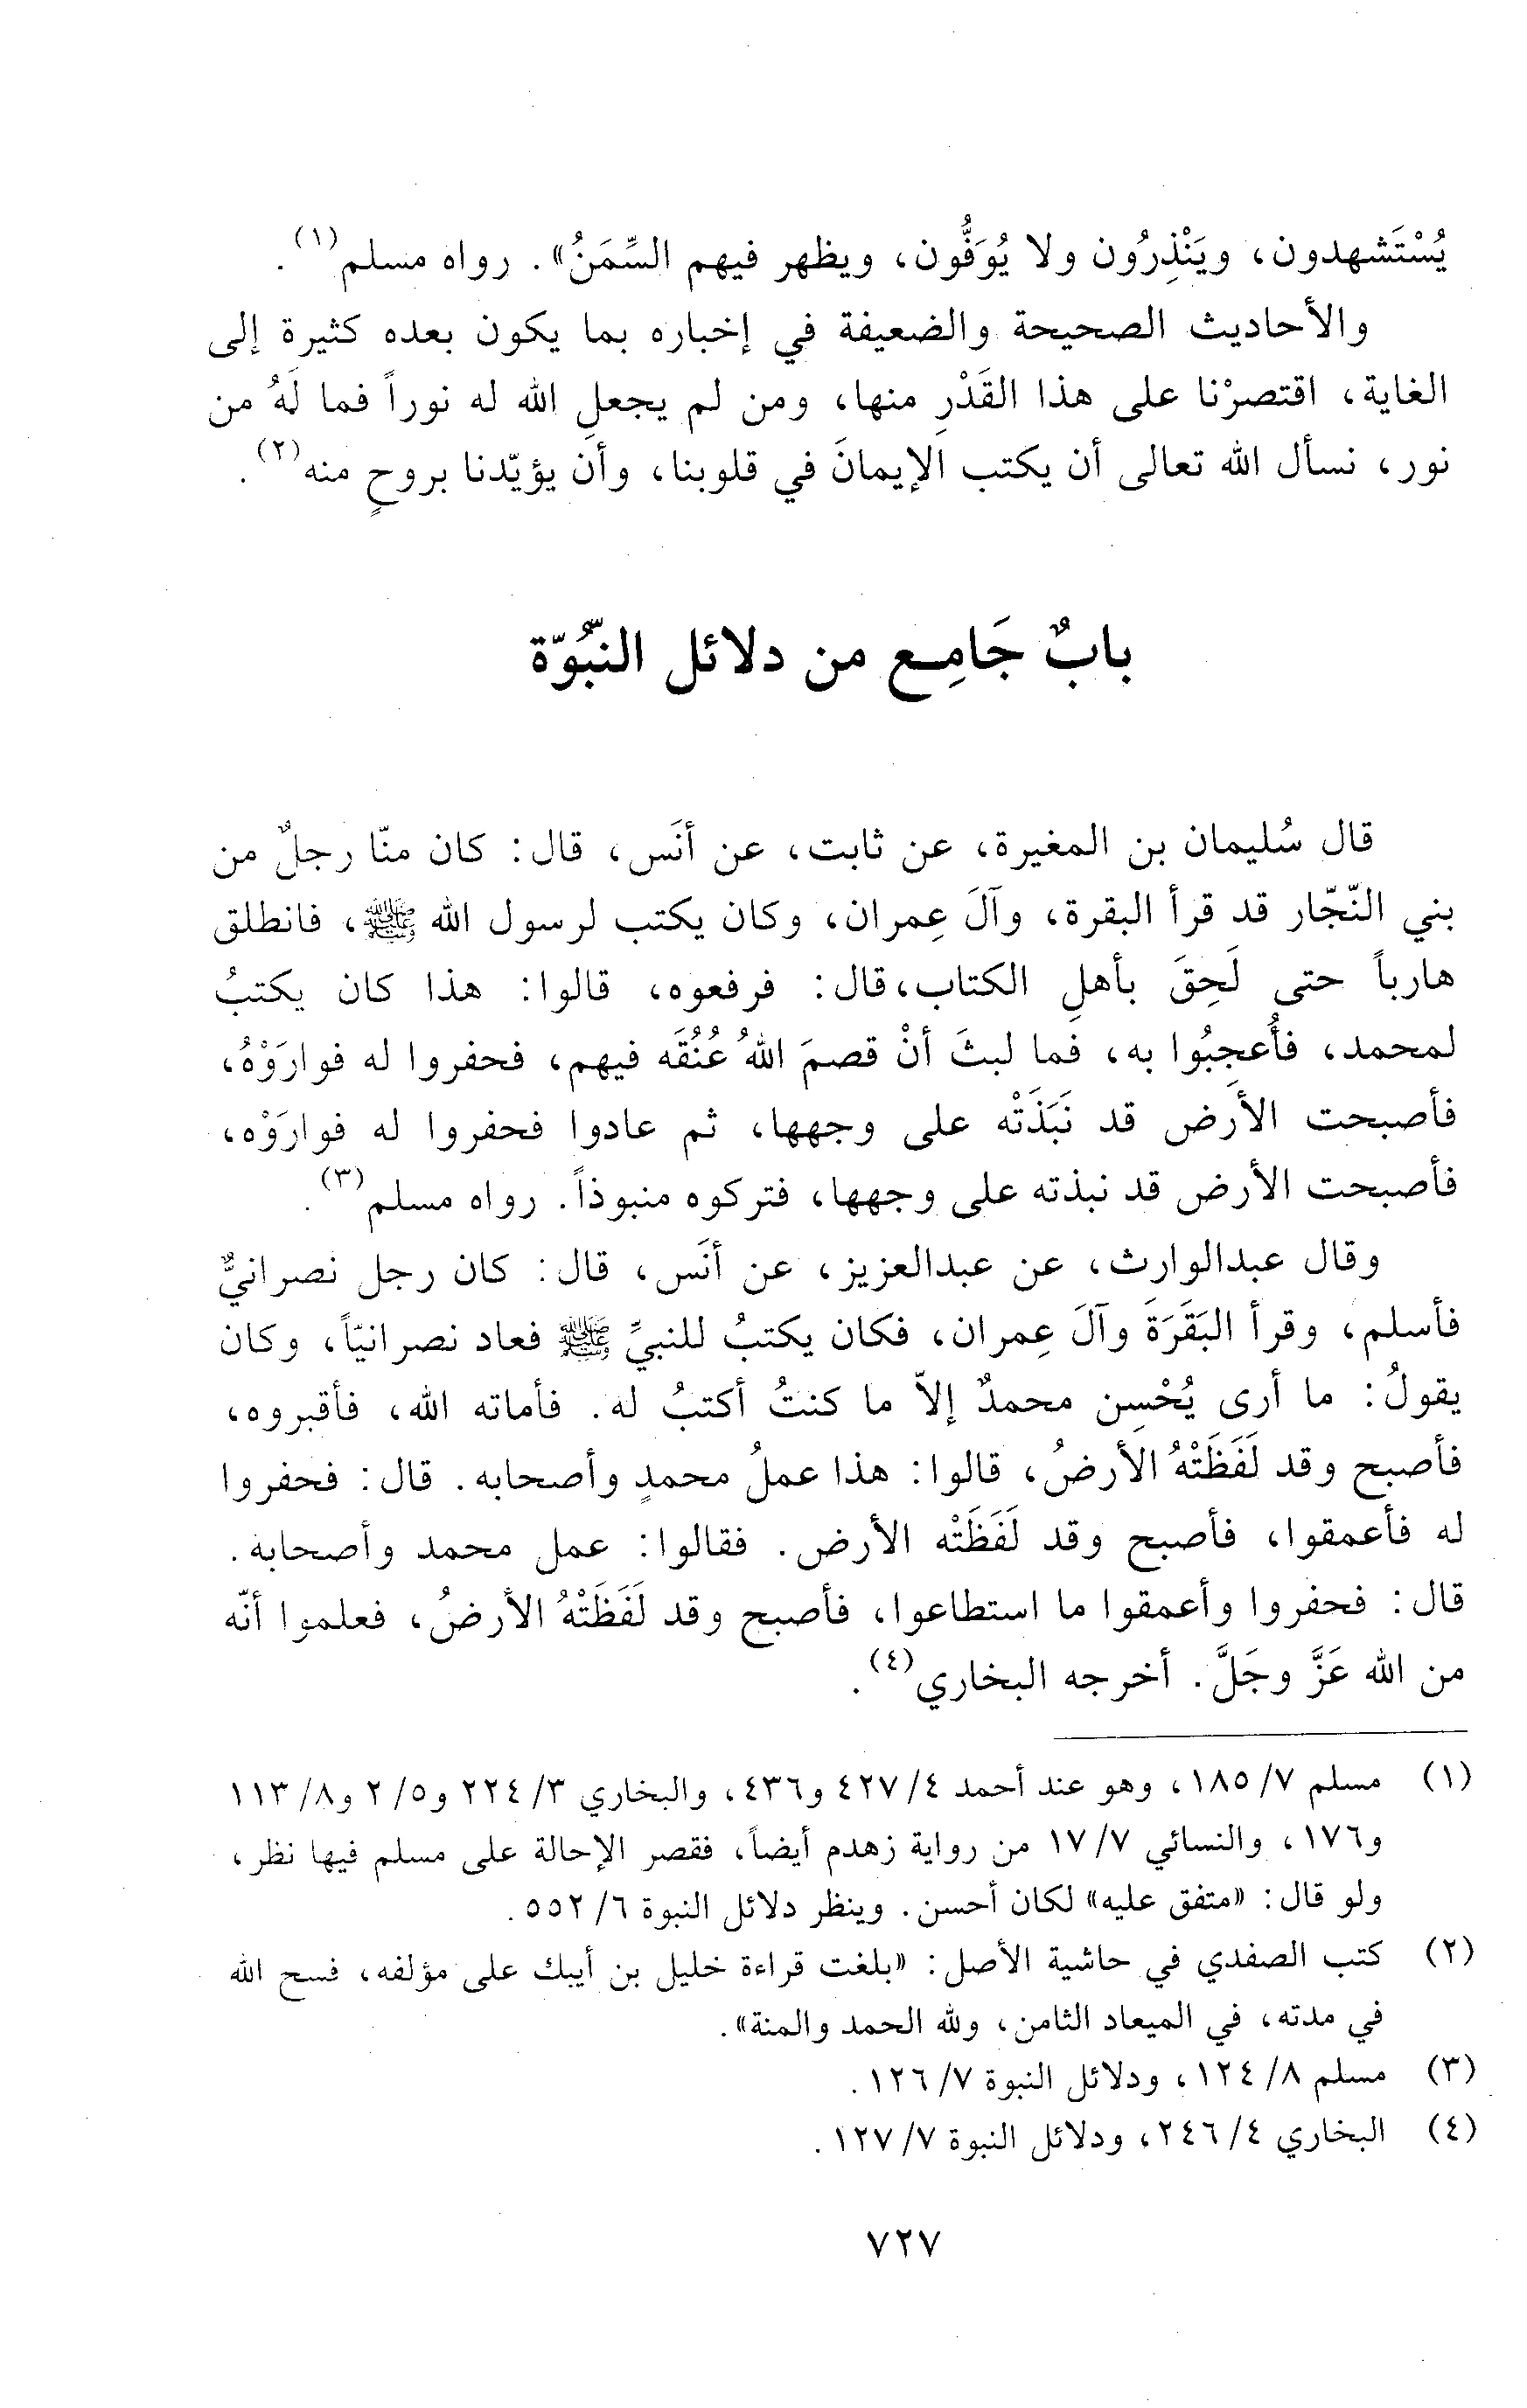 يُسْتَشهدون، ويَنْذِرُون ولا يُوَفُّون، ويظهر فيهم السِّمَنُ». رواه مسلم(١).
والأحاديث الصحيحة والضعيفة في إخباره بما يكون بعده كثيرة إلى
الغاية، اقتصرْنا على هذا القَدْرِ منها، ومن لم يجعلِ الله له نوراً فما لَهُ من
نور، نسأل الله تعالى أن يكتب الإيمانَ في قلوبنا، وأن يؤيّدنا بروحٍ منه(٢).
بابٌ جَامِع من دلائل النّبُوّة
قال سُليمان بن المغيرة، عن ثابت، عن أنَس، قال: كان منّا رجلٌ من
بني النّجّار قد قرأ البقرة، وآلَ عِمران، وكان يكتب لرسول الله ﷺ، فانطلق
هارباً حتى لَحِقَ بأهلِ الكتاب،قال: فرفعوه، قالوا: هذا كان يكتبُ
لمحمد، فأُعجِبُوا به، فما لبثَ أنْ قصمَ اللهُ عُنُقَه فيهم، فحفروا له فوارَوْهُ،
فأصبحت الأرض قد نَبَذَتْه على وجهها، ثم عادوا فحفروا له فوارَوْه،
فأصبحت الأرض قد نبذته على وجهها، فتركوه منبوذاً. رواه مسلم(٣).
وقال عبدالوارث، عن عبدالعزيز، عن أنَس، قال: كان رجل نصرانيٌّ
فأسلم، وقرأ البَقَرَةَ وآلَ عِمران، فكان يكتبُ للنبيِّ ﷺ فعاد نصرانيّاً، وكان
يقولُ: ما أرى يُحْسِن محمدٌ إلاّ ما كنتُ أكتبُ له. فأماته الله، فأقبروه،
فأصبح وقد لَفَظَتْهُ الأرضُ، قالوا: هذا عملُ محمدٍ وأصحابه. قال: فحفروا
له فأعمقوا، فأصبح وقد لَفَظَتْه الأرض. فقالوا: عمل محمد وأصحابه.
قال: فحفروا وأعمقوا ما استطاعوا، فأصبح وقد لَفَظَتْهُ الأرضُ، فعلموا أنّه
من الله عَزَّ وجَلَّ. أخرجه البخاري(٤).
(١) مسلم ٧/ ١٨٥، وهو عند أحمد ٤/ ٤٢٧ و٤٣٦، والبخاري ٣/ ٢٢٤ و٥/ ٢ و٨/ ١١٣
و١٧٦، والنسائي ٧/ ١٧ من رواية زهدم أيضاً، فقصر الإحالة على مسلم فيها نظر،
ولو قال: «متفق عليه» لكان أحسن. وينظر دلائل النبوة ٦/ ٥٥٢.
(٢) كتب الصفدي في حاشية الأصل: «بلغت قراءة خليل بن أيبك على مؤلفه، فسح الله
في مدته، في الميعاد الثامن، ولله الحمد والمنة».
(٣) مسلم ٨/ ١٢٤، ودلائل النبوة ٧/ ١٢٦.
(٤) البخاري ٤/ ٢٤٦، ودلائل النبوة ٧/ ١٢٧.
٧٢٧